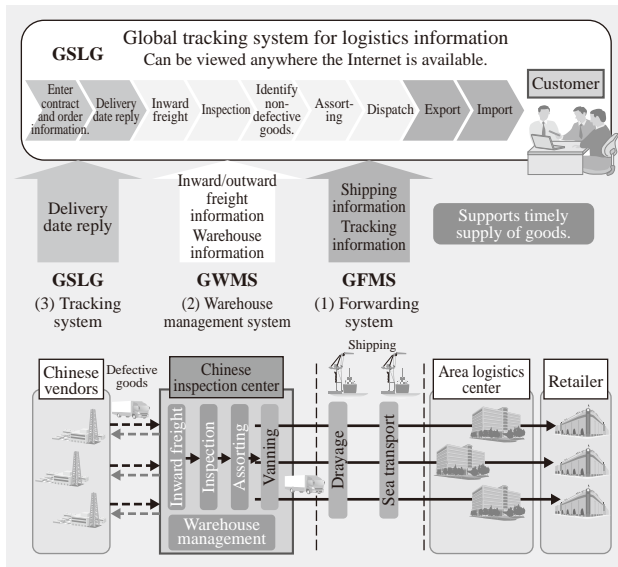 GSLG
Global tracking system for logistics information
Can be viewed anywhere the Internet is available.
Enter
contract
and order
information.
Delivery
date reply
Inward
freight
Inspection
Identify
non-
defective
goods.
Assort-
ing
Dispatch
Export
Import
Customer
Delivery
date reply
Inward/outward
freight
information
Warehouse
information
Shipping
information
Tracking
information
Supports timely
supply of goods.
GSLG
(3) Tracking
system
GWMS
(2) Warehouse
management system
GFMS
(1) Forwarding
system
Shipping
Chinese
vendors
Defective
goods
Chinese
inspection center
Area logistics
center
Retailer
Inward freight
Inspection
Assorting
Vanning
Drayage
Sea transport
Warehouse
management